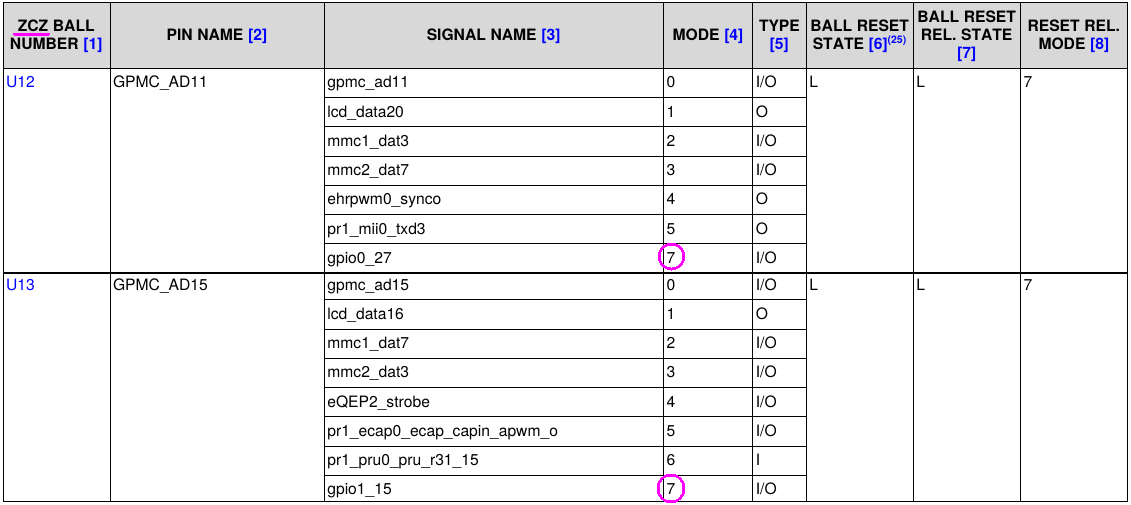 ZCZ BALL NUMBER [1] PIN NAME [2] SIGNAL NAME [3] MODE [4] TYPE [5] BALL RESET STATE [6](25) BALL RESET REL. STATE [7] RESET REL. MODE [8]
U12 GPMC_AD11 gpmc_ad11 0 I/O L L 7
lcd_data20 1 O
mmc1_dat3 2 I/O
mmc2_dat7 3 I/O
ehrpwm0_synco 4 O
pr1_mii0_txd3 5 O
gpio0_27 7 I/O
U13 GPMC_AD15 gpmc_ad15 0 I/O L L 7
lcd_data16 1 O
mmc1_dat7 2 I/O
mmc2_dat3 3 I/O
eQEP2_strobe 4 I/O
pr1_ecap0_ecap_capin_apwm_o 5 I/O
pr1_pru0_pru_r31_15 6 I
gpio1_15 7 I/O